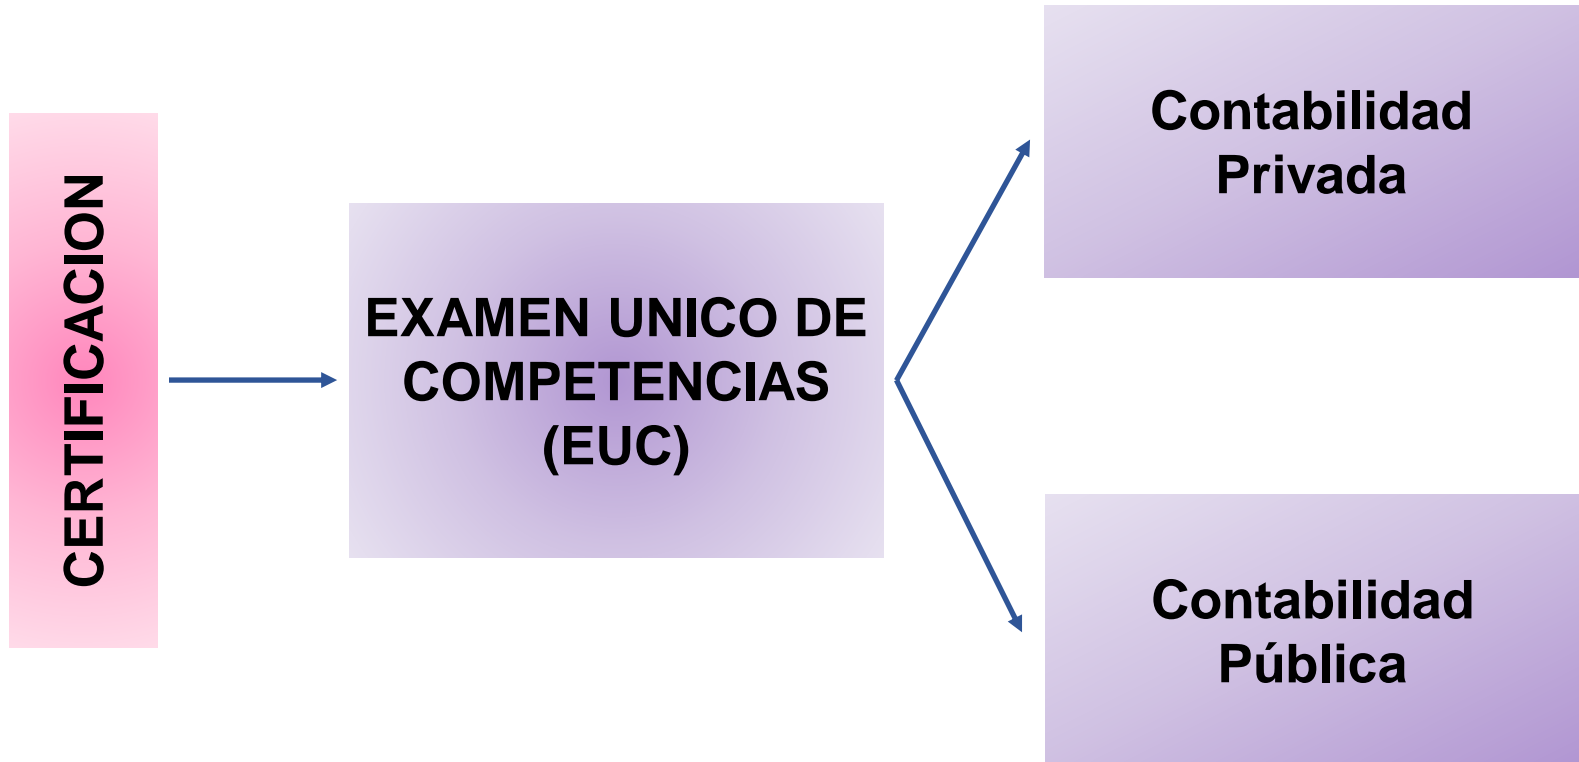 CERTIFICACION
EXAMEN UNICO DE
COMPETENCIAS
(EUC)
Contabilidad
Privada
Contabilidad
Pública